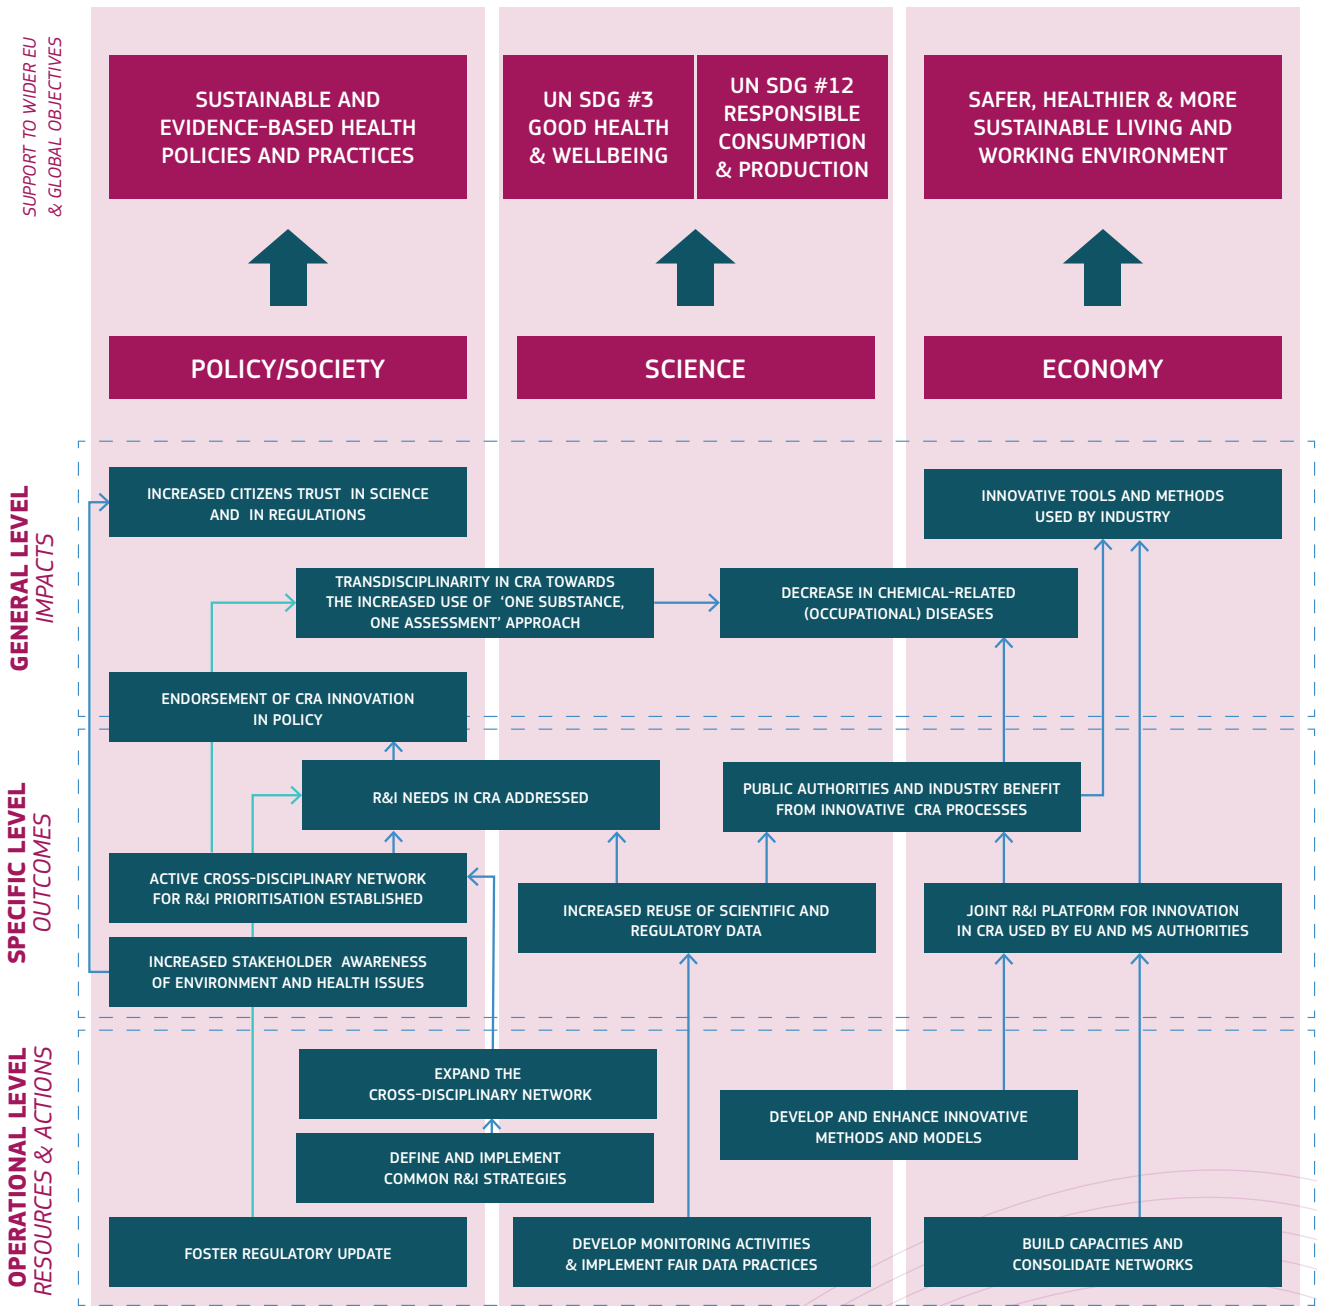 SUPPORT TO WIDER EU
& GLOBAL OBJECTIVES
SUSTAINABLE AND
EVIDENCE-BASED HEALTH
POLICIES AND PRACTICES
UN SDG #3
GOOD HEALTH
& WELLBEING
UN SDG #12
RESPONSIBLE
CONSUMPTION
& PRODUCTION
SAFER, HEALTHIER & MORE
SUSTAINABLE LIVING AND
WORKING ENVIRONMENT
POLICY/SOCIETY
SCIENCE
ECONOMY
GENERAL LEVEL
IMPACTS
INCREASED CITIZENS TRUST IN SCIENCE
AND IN REGULATIONS
INNOVATIVE TOOLS AND METHODS
USED BY INDUSTRY
TRANSDISCIPLINARITY IN CRA TOWARDS
THE INCREASED USE OF 'ONE SUBSTANCE,
ONE ASSESSMENT' APPROACH
DECREASE IN CHEMICAL-RELATED
(OCCUPATIONAL) DISEASES
ENDORSEMENT OF CRA INNOVATION
IN POLICY
SPECIFIC LEVEL
OUTCOMES
R&I NEEDS IN CRA ADDRESSED
PUBLIC AUTHORITIES AND INDUSTRY BENEFIT
FROM INNOVATIVE CRA PROCESSES
ACTIVE CROSS-DISCIPLINARY NETWORK
FOR R&I PRIORITISATION ESTABLISHED
INCREASED REUSE OF SCIENTIFIC AND
REGULATORY DATA
JOINT R&I PLATFORM FOR INNOVATION
IN CRA USED BY EU AND MS AUTHORITIES
INCREASED STAKEHOLDER AWARENESS
OF ENVIRONMENT AND HEALTH ISSUES
OPERATIONAL LEVEL
RESOURCES & ACTIONS
EXPAND THE
CROSS-DISCIPLINARY NETWORK
DEVELOP AND ENHANCE INNOVATIVE
METHODS AND MODELS
DEFINE AND IMPLEMENT
COMMON R&I STRATEGIES
FOSTER REGULATORY UPDATE
DEVELOP MONITORING ACTIVITIES
& IMPLEMENT FAIR DATA PRACTICES
BUILD CAPACITIES AND
CONSOLIDATE NETWORKS